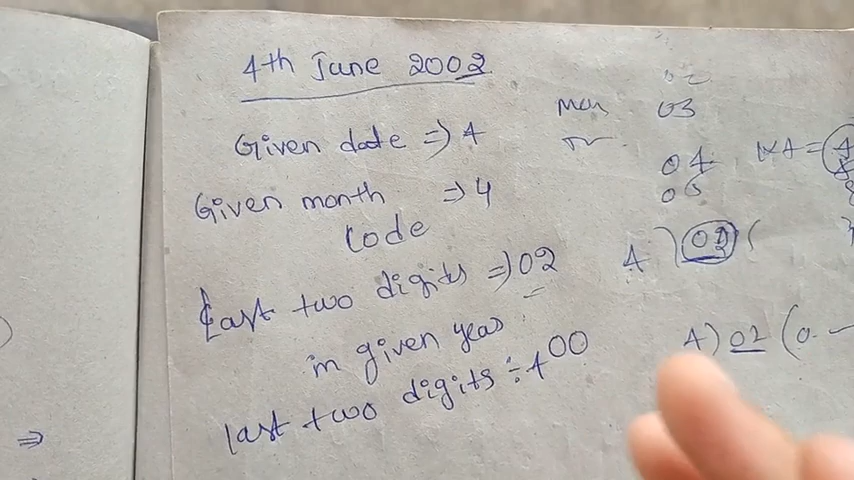 4th June 2002
Given date ⇒ 4
Given month ⇒ 4
Code
Last two digits ⇒ 02
in given year
last two digits ÷ 4 00
03
04
4 ) 02 (
4 ) 02 ( 0
⇒